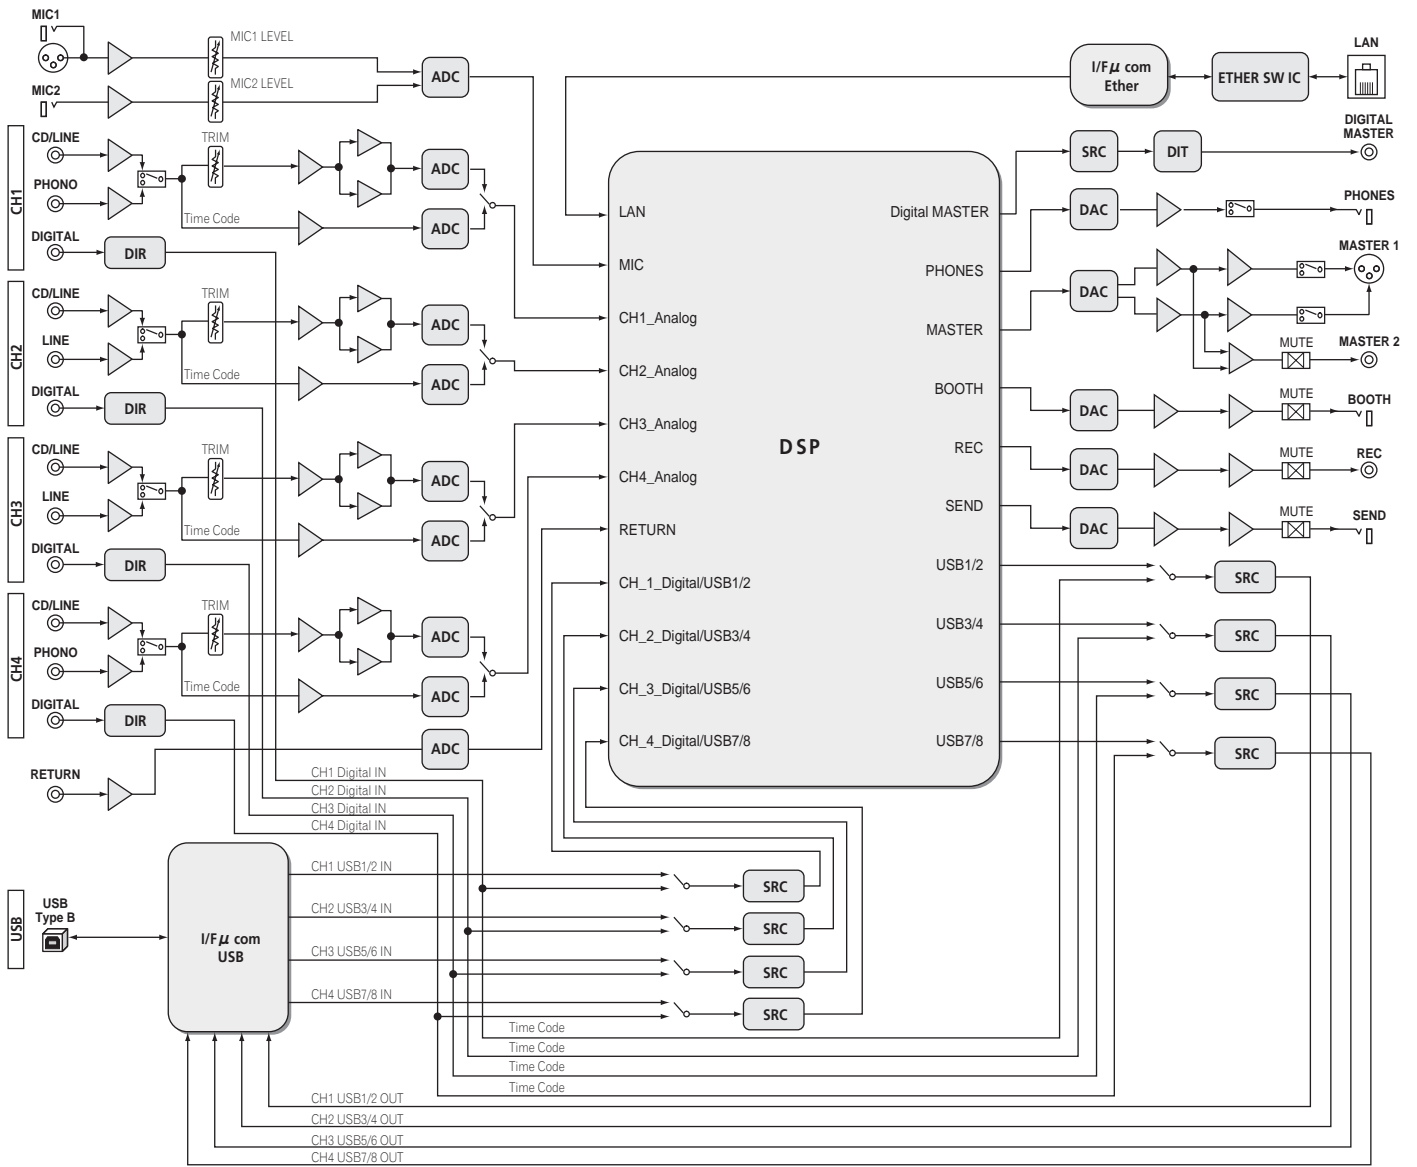 MIC1
MIC1 LEVEL
ADC
MIC2
MIC2 LEVEL
CH1
CD/LINE
TRIM
ADC
PHONO
Time Code
ADC
DIGITAL
DIR
CH2
CD/LINE
TRIM
ADC
LINE
Time Code
ADC
DIGITAL
DIR
CH3
CD/LINE
TRIM
ADC
LINE
Time Code
ADC
DIGITAL
DIR
CH4
CD/LINE
TRIM
ADC
PHONO
Time Code
ADC
DIGITAL
DIR
ADC
RETURN
CH1 Digital IN
CH2 Digital IN
CH3 Digital IN
CH4 Digital IN
DSP
LAN
MIC
CH1_Analog
CH2_Analog
CH3_Analog
CH4_Analog
RETURN
CH_1_Digital/USB1/2
CH_2_Digital/USB3/4
CH_3_Digital/USB5/6
CH_4_Digital/USB7/8
Digital MASTER
PHONES
MASTER
BOOTH
REC
SEND
USB1/2
USB3/4
USB5/6
USB7/8
I/Fμ com
Ether
ETHER SW IC
LAN
SRC
DIT
DIGITAL
MASTER
DAC
PHONES
DAC
MASTER 1
MUTE
MASTER 2
DAC
MUTE
BOOTH
DAC
MUTE
REC
DAC
MUTE
SEND
SRC
SRC
SRC
SRC
USB
USB
Type B
I/Fμ com
USB
CH1 USB1/2 IN
SRC
CH2 USB3/4 IN
SRC
CH3 USB5/6 IN
SRC
CH4 USB7/8 IN
SRC
Time Code
Time Code
Time Code
Time Code
CH1 USB1/2 OUT
CH2 USB3/4 OUT
CH3 USB5/6 OUT
CH4 USB7/8 OUT